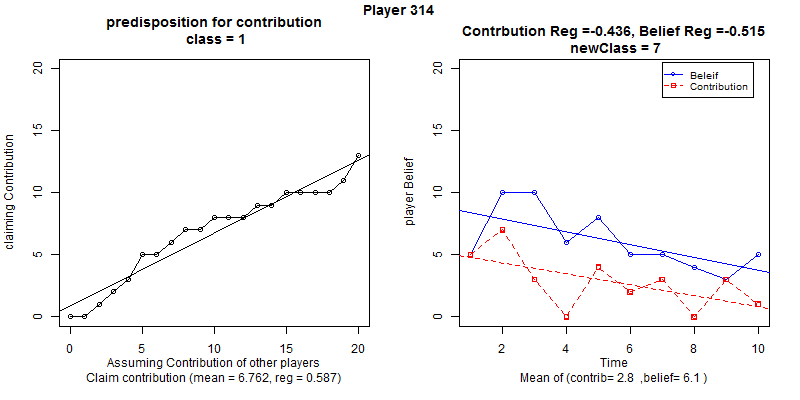 Player 314
predisposition for contribution
class = 1
claiming Contribution
20
15
10
5
0
0 5 10 15 20
Assuming Contribution of other players
Claim contribution (mean = 6.762, reg = 0.587)
Contrbution Reg =-0.436, Belief Reg =-0.515
newClass = 7
Beleif
Contribution
player Belief
20
15
10
5
0
2 4 6 8 10
Time
Mean of (contrib= 2.8 ,belief= 6.1 )